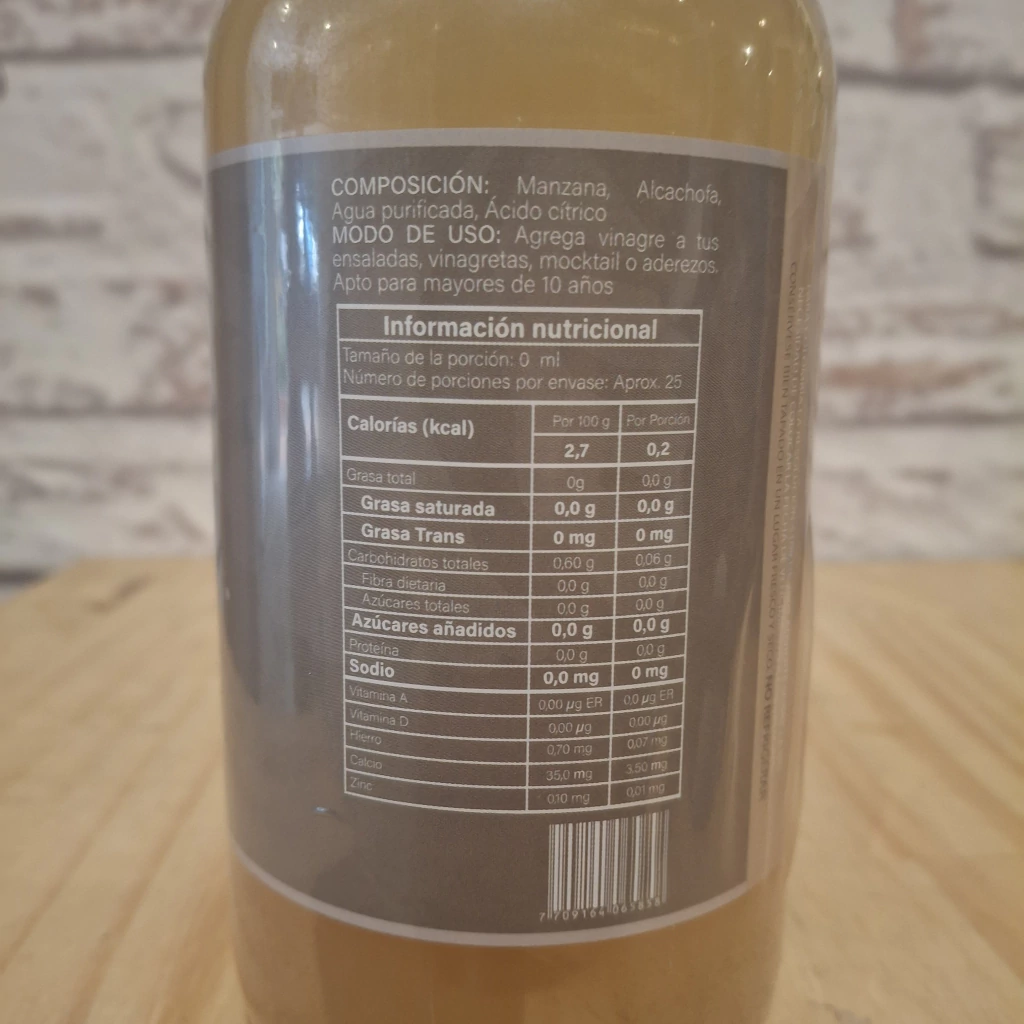 COMPOSICIÓN: Manzana, Alcachofa,
Agua purificada, Ácido cítrico
MODO DE USO: Agrega vinagre a tus
ensaladas, vinagretas, mocktail o aderezos.
Apto para mayores de 10 años
Información nutricional
Tamaño de la porción: 0 ml
Número de porciones por envase: Aprox. 25
Calorías (kcal) Por 100 g Por Porción
2,7 0,2
Grasa total 0g 0,0 g
Grasa saturada 0,0 g 0,0 g
Grasa Trans 0 mg 0 mg
Carbohidratos totales 0,60 g 0,06 g
Fibra dietaria 0,0 g 0,0 g
Azúcares totales 0,0 g 0,0 g
Azúcares añadidos 0,0 g 0,0 g
Proteína 0,0 g 0,0 g
Sodio 0,0 mg 0 mg
Vitamina A 0,00 µg ER 0,0 µg ER
Vitamina D 0,00 µg 0,00 µg
Hierro 0,70 mg 0,07 mg
Calcio 35,0 mg 3,50 mg
Zinc 0,10 mg 0,01 mg